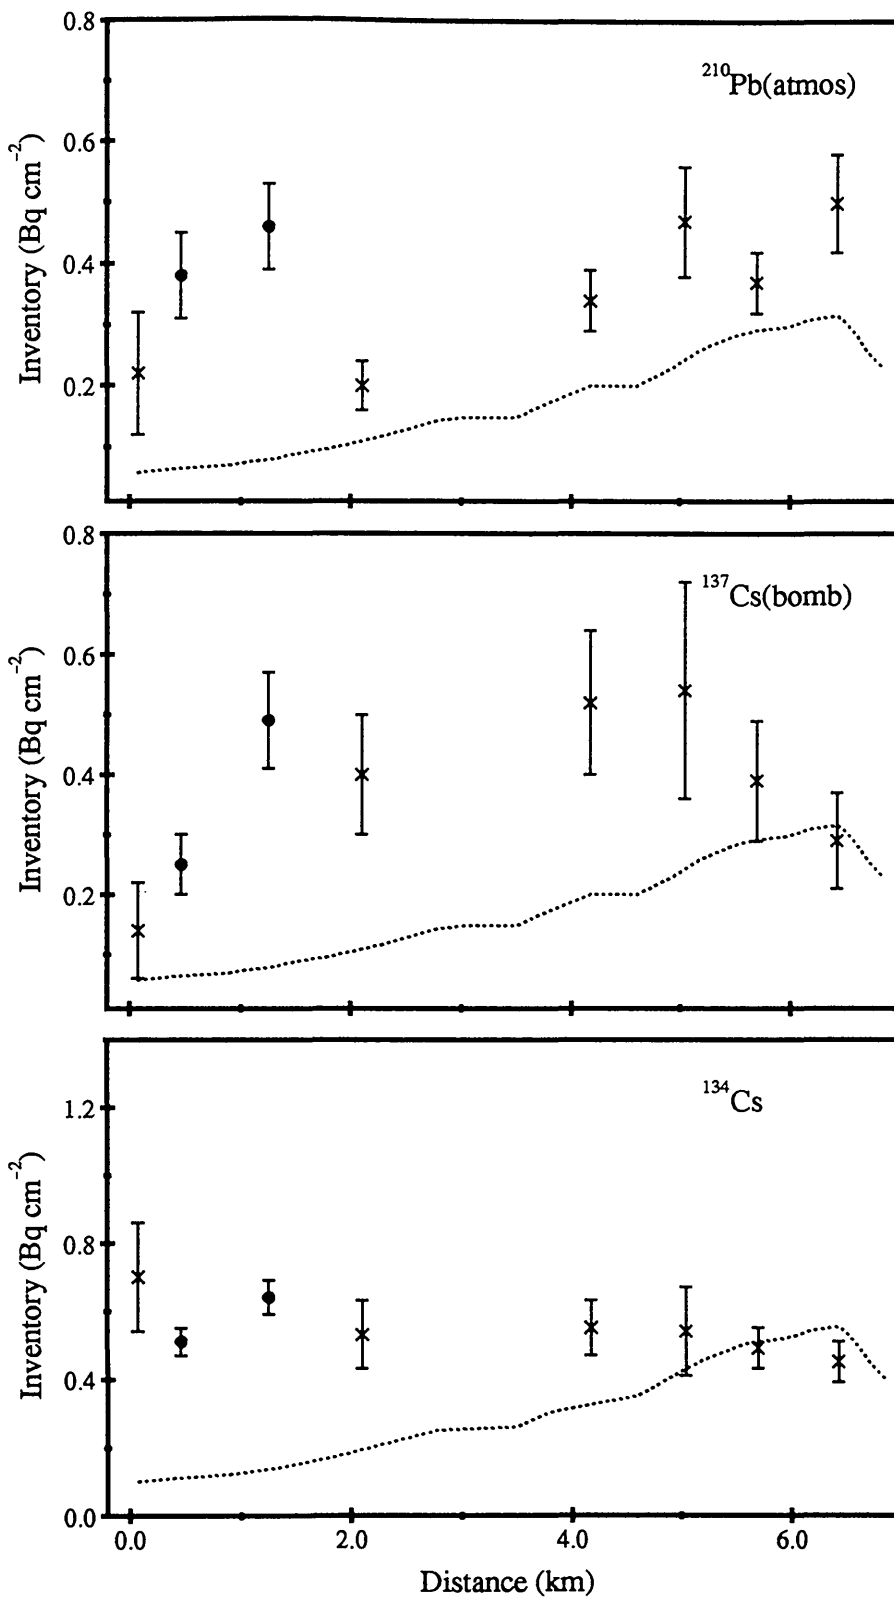 0.8
²¹⁰Pb(atmos)
0.6
0.4
0.2
Inventory (Bq cm⁻²)
0.8
¹³⁷Cs(bomb)
0.6
0.4
0.2
Inventory (Bq cm⁻²)
¹³⁴Cs
1.2
0.8
0.4
0.0
Inventory (Bq cm⁻²)
0.0 2.0 4.0 6.0
Distance (km)